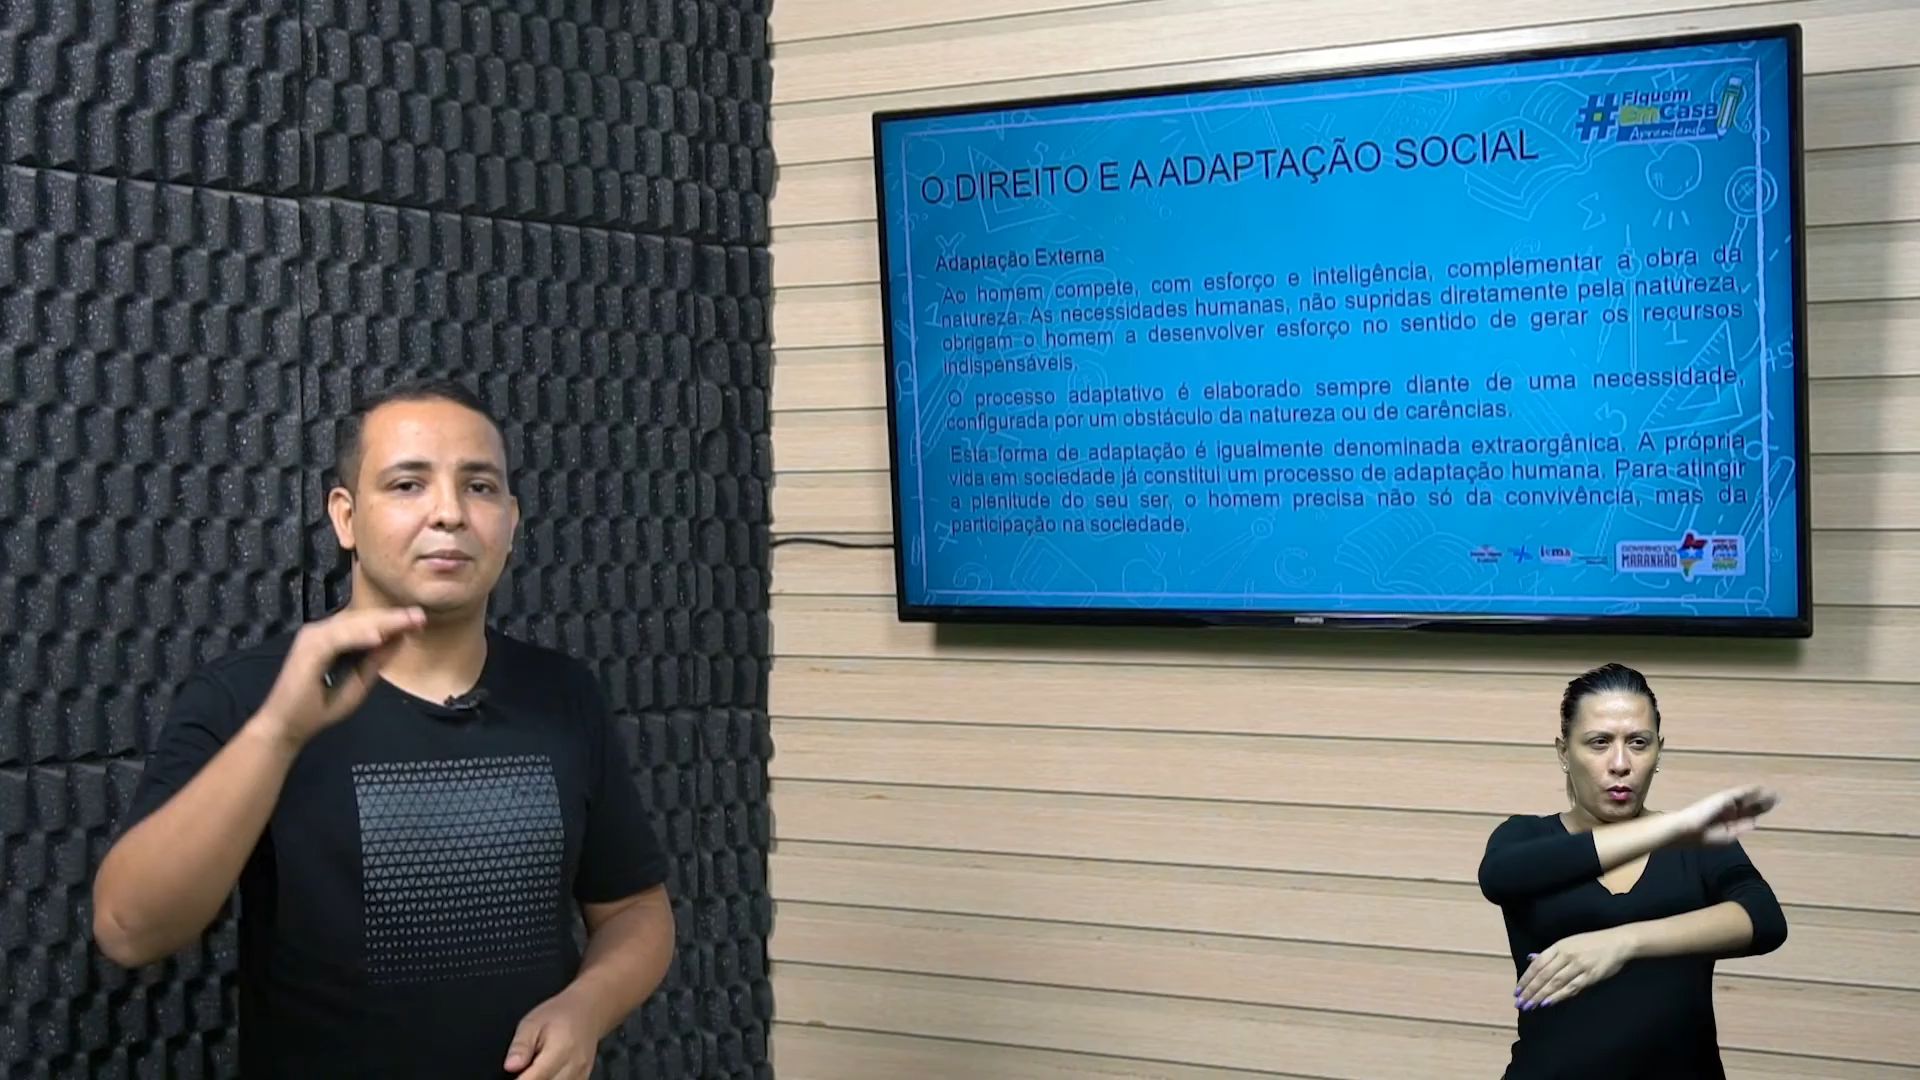 #Fiquem
Em Casa
Aprendendo
O DIREITO E A ADAPTAÇÃO SOCIAL
Adaptação Externa
Ao homem compete, com esforço e inteligência, complementar a obra da
natureza. As necessidades humanas, não supridas diretamente pela natureza,
obrigam o homem a desenvolver esforço no sentido de gerar os recursos
indispensáveis.
O processo adaptativo é elaborado sempre diante de uma necessidade,
configurada por um obstáculo da natureza ou de carências.
Esta forma de adaptação é igualmente denominada extraorgânica. A própria
vida em sociedade já constitui um processo de adaptação humana. Para atingir
a plenitude do seu ser, o homem precisa não só da convivência, mas da
participação na sociedade.
iema
GOVERNO DO
MARANHÃO
PHILIPS